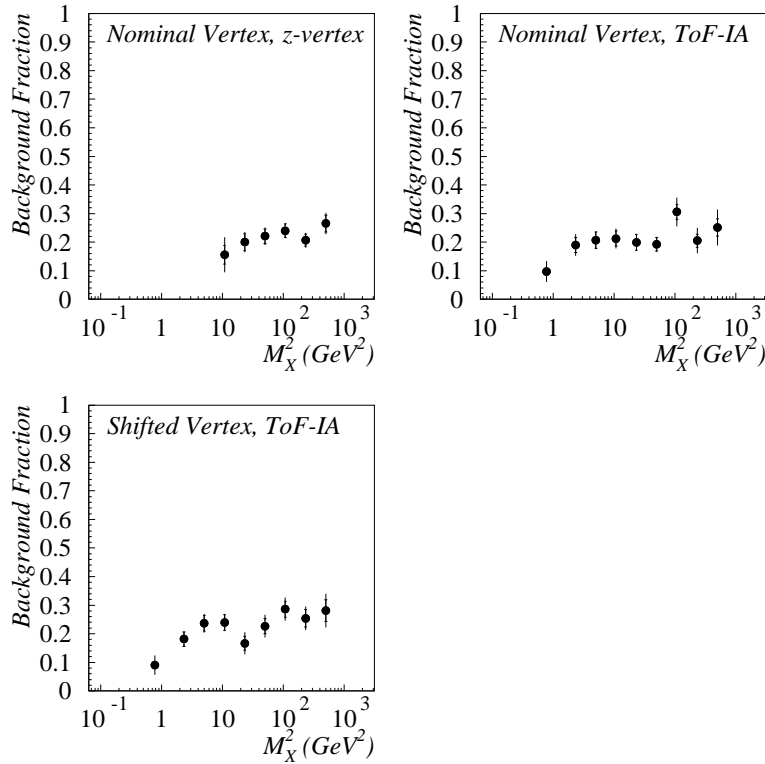 Nominal Vertex, z-vertex
Background Fraction
1
0.9
0.8
0.7
0.6
0.5
0.4
0.3
0.2
0.1
0
10^-1 1 10 10^2 10^3
M_X^2 (GeV^2)
Nominal Vertex, ToF-IA
Background Fraction
1
0.9
0.8
0.7
0.6
0.5
0.4
0.3
0.2
0.1
0
10^-1 1 10 10^2 10^3
M_X^2 (GeV^2)
Shifted Vertex, ToF-IA
Background Fraction
1
0.9
0.8
0.7
0.6
0.5
0.4
0.3
0.2
0.1
0
10^-1 1 10 10^2 10^3
M_X^2 (GeV^2)